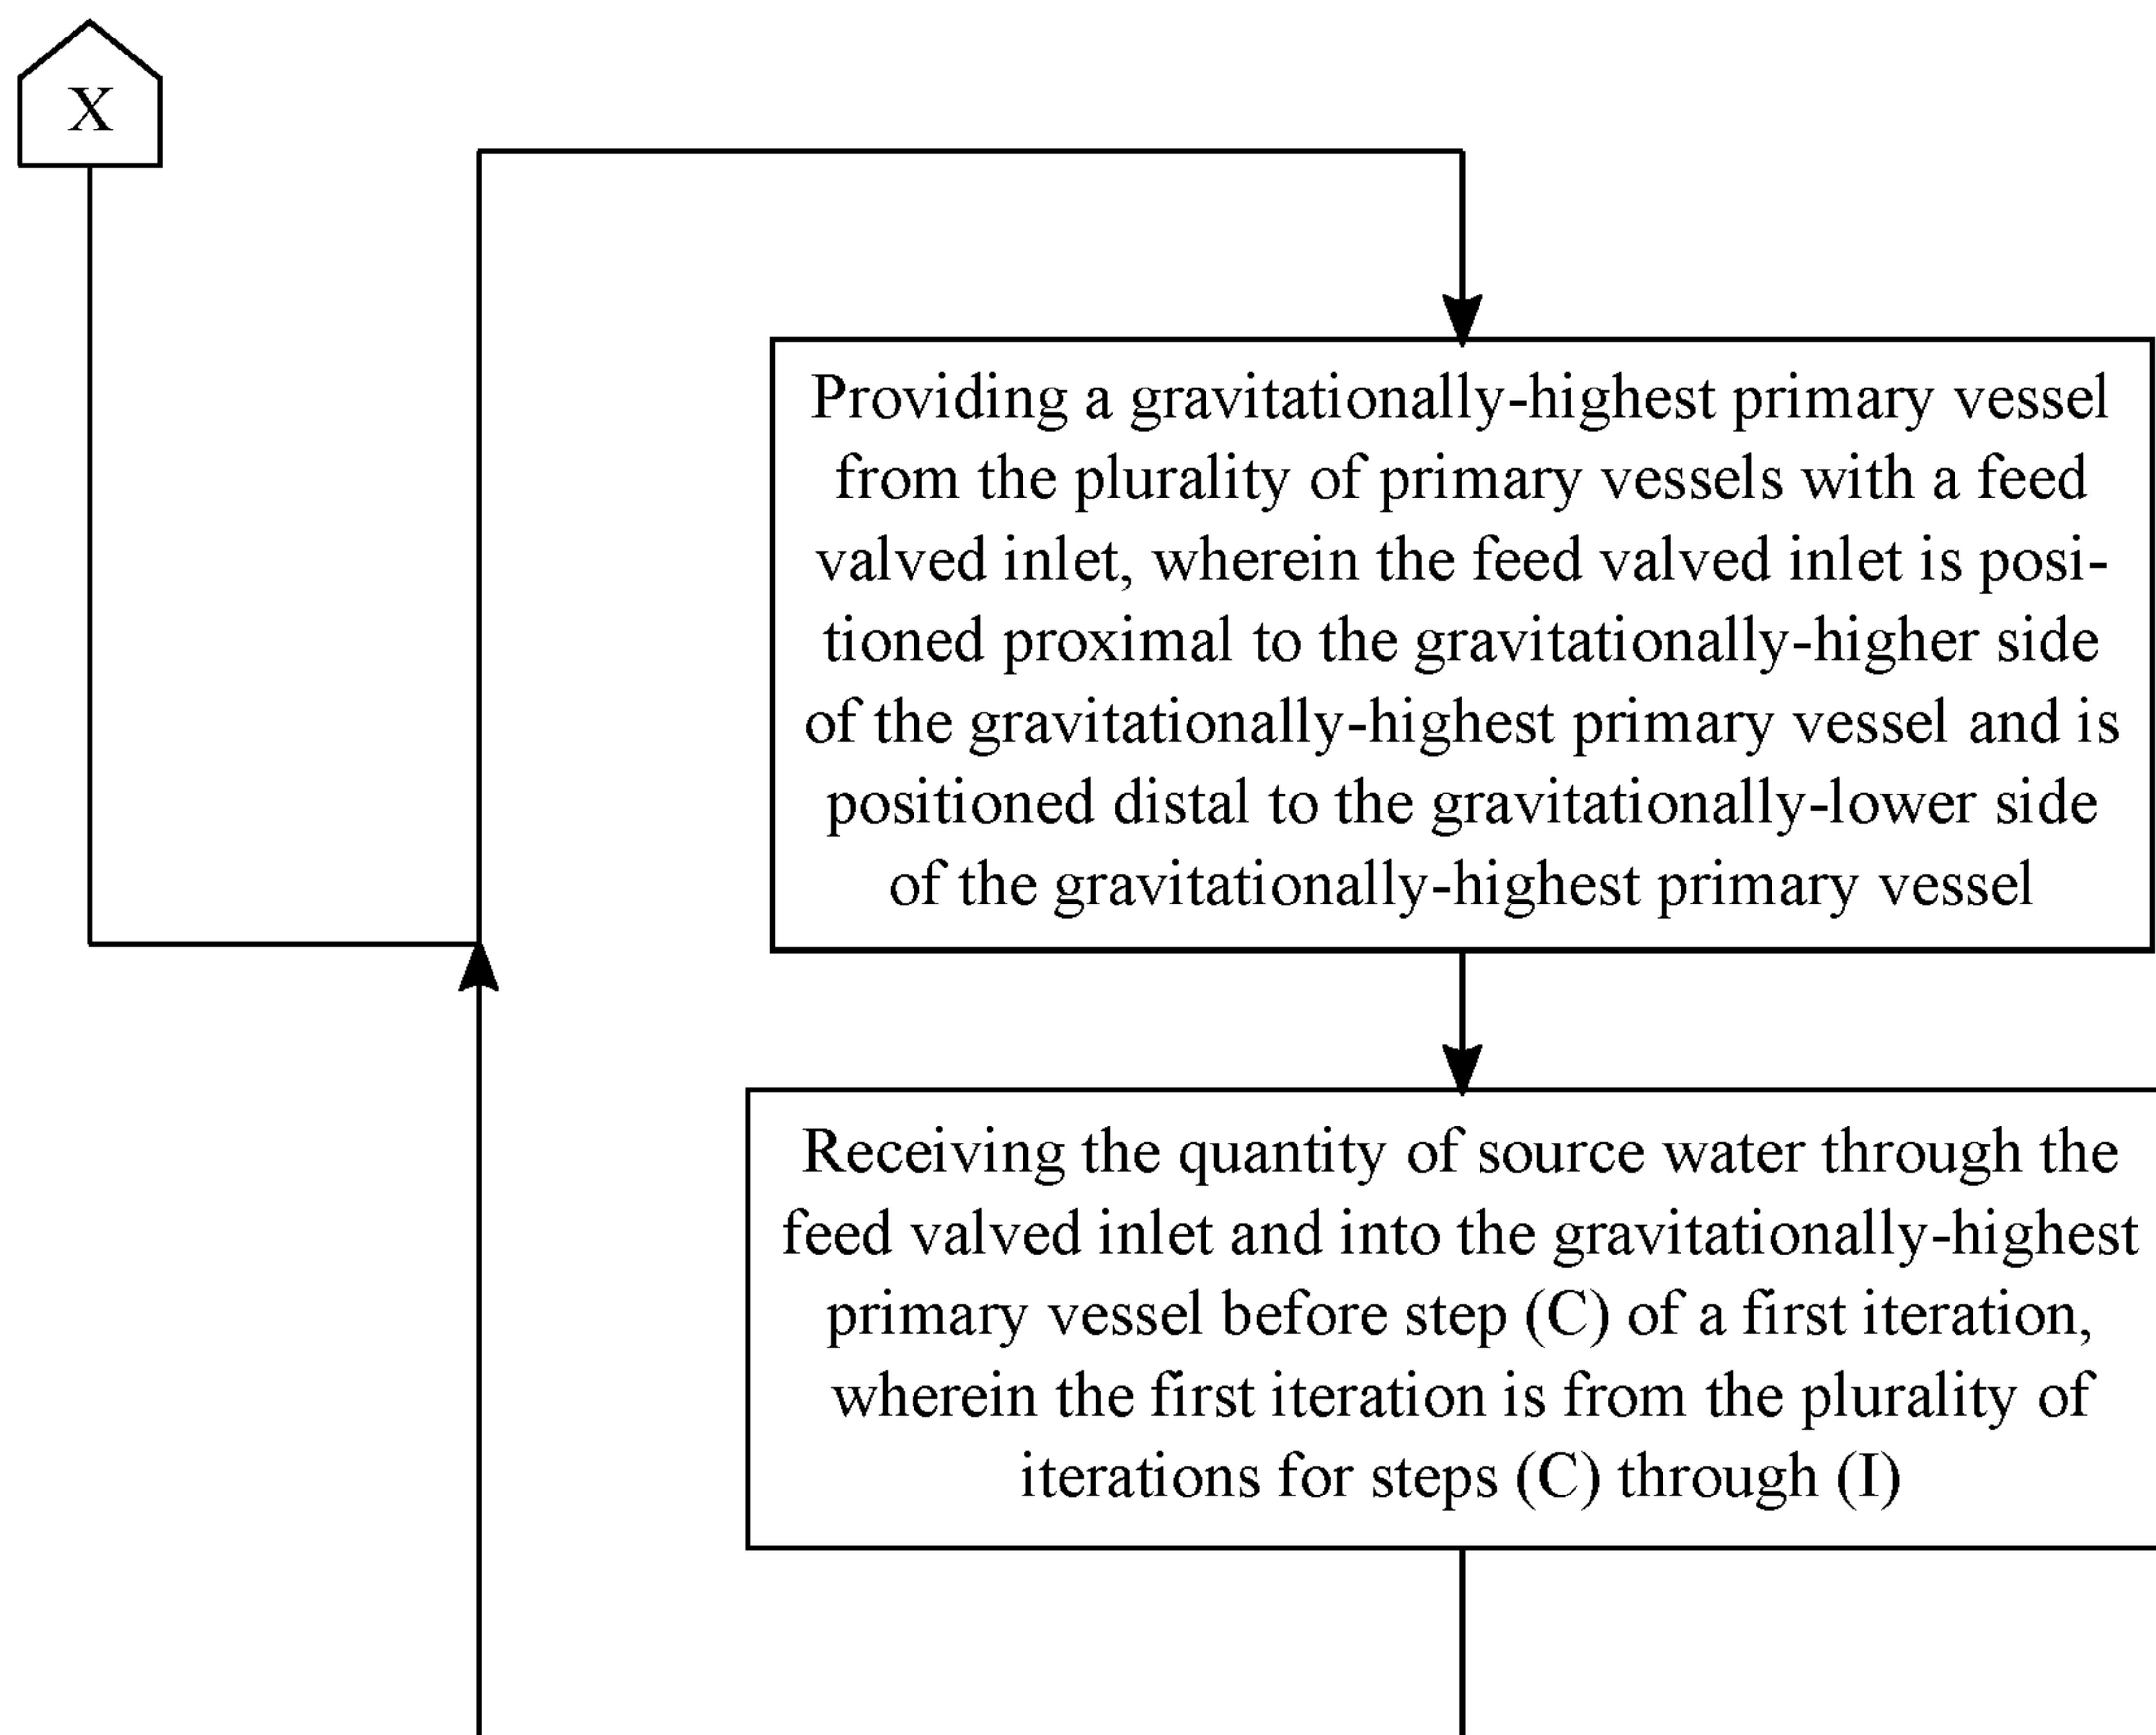 X
Providing a gravitationally-highest primary vessel
from the plurality of primary vessels with a feed
valved inlet, wherein the feed valved inlet is posi-
tioned proximal to the gravitationally-higher side
of the gravitationally-highest primary vessel and is
positioned distal to the gravitationally-lower side
of the gravitationally-highest primary vessel
Receiving the quantity of source water through the
feed valved inlet and into the gravitationally-highest
primary vessel before step (C) of a first iteration,
wherein the first iteration is from the plurality of
iterations for steps (C) through (I)